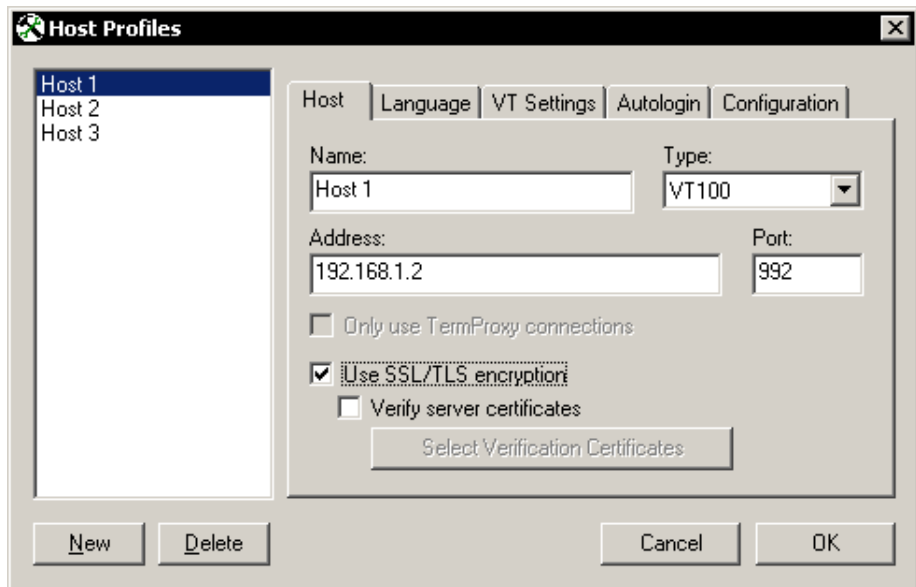 Host Profiles
Host 1
Host 2
Host 3
Host Language VT Settings Autologin Configuration
Name: Type:
Host 1 VT100
Address: Port:
192.168.1.2 992
Only use TermProxy connections
Use SSL/TLS encryption
Verify server certificates
Select Verification Certificates
New Delete Cancel OK